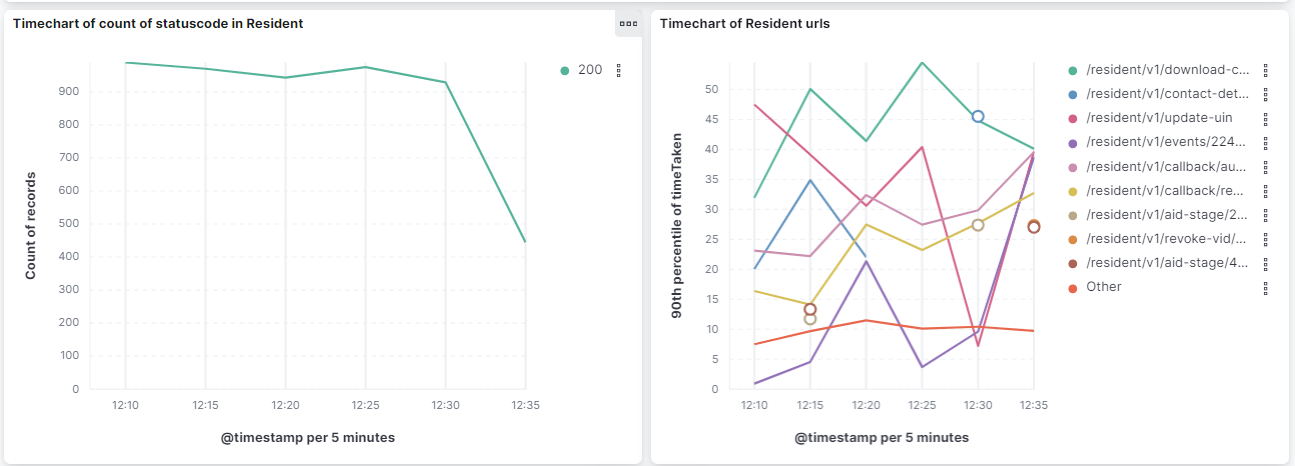 Timechart of count of statuscode in Resident
900
800
700
600
500
400
300
200
100
0
Count of records
12:10 12:15 12:20 12:25 12:30 12:35
@timestamp per 5 minutes
200
Timechart of Resident urls
50
45
40
35
30
25
20
15
10
5
0
90th percentile of timeTaken
12:10 12:15 12:20 12:25 12:30 12:35
@timestamp per 5 minutes
/resident/v1/download-c...
/resident/v1/contact-det...
/resident/v1/update-uin
/resident/v1/events/224...
/resident/v1/callback/au...
/resident/v1/callback/re...
/resident/v1/aid-stage/2...
/resident/v1/revoke-vid/...
/resident/v1/aid-stage/4...
Other